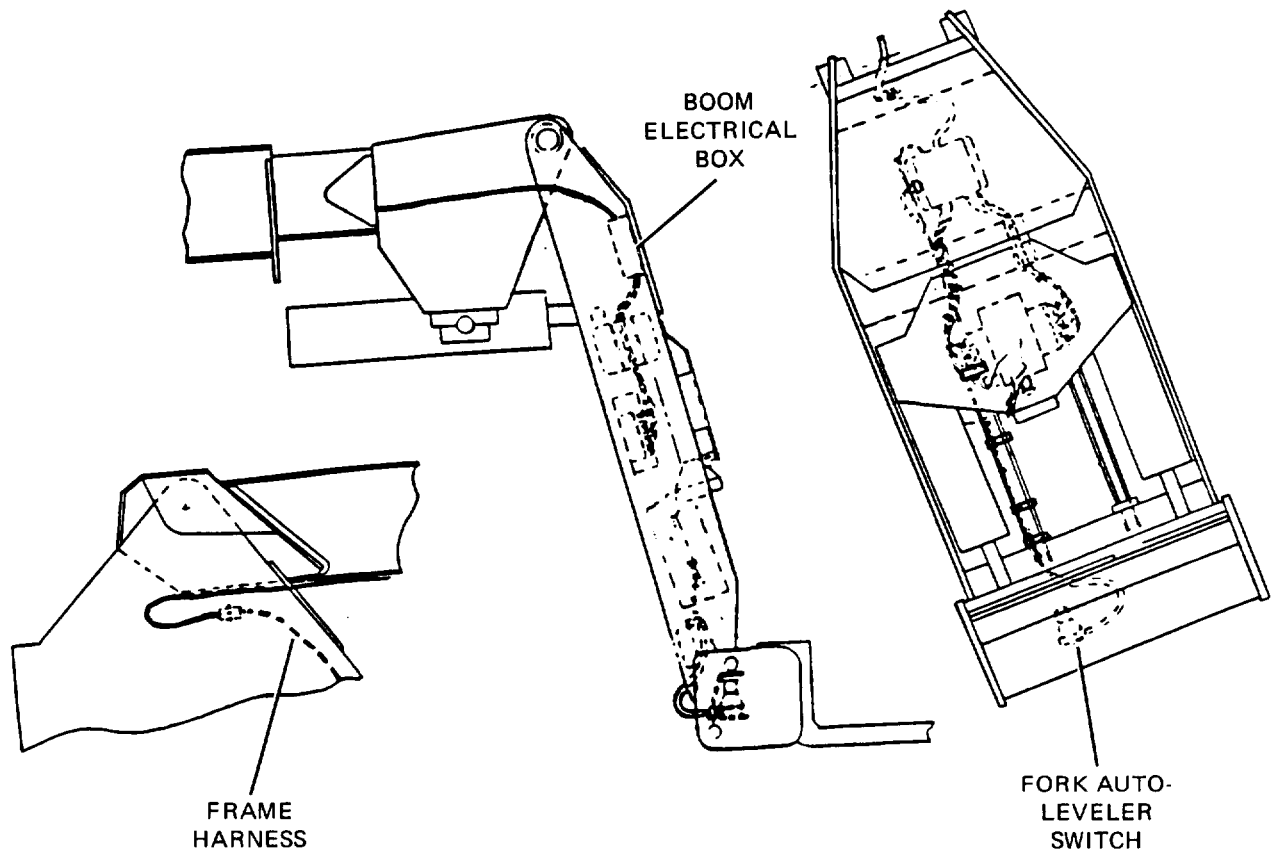 BOOM
ELECTRICAL
BOX
FRAME
HARNESS
FORK AUTO-
LEVELER
SWITCH